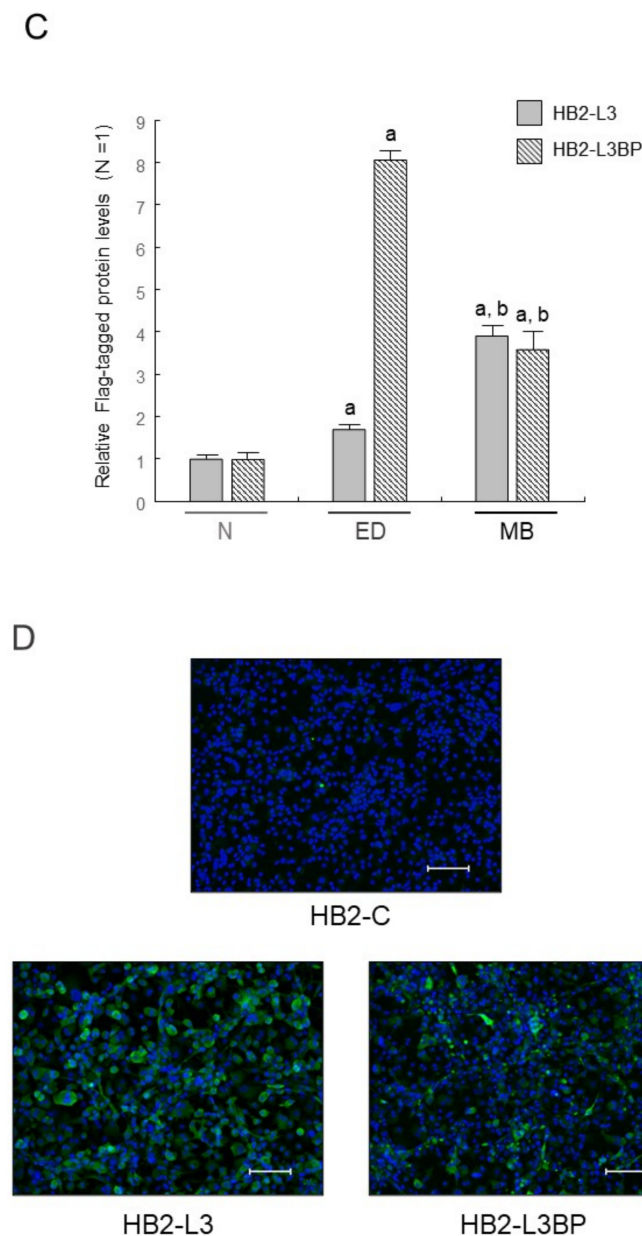 C
Relative Flag-tagged protein levels (N =1)
9
8
7
6
5
4
3
2
1
0
HB2-L3
HB2-L3BP
a
a
a, b
a, b
N
ED
MB
D
HB2-C
HB2-L3
HB2-L3BP